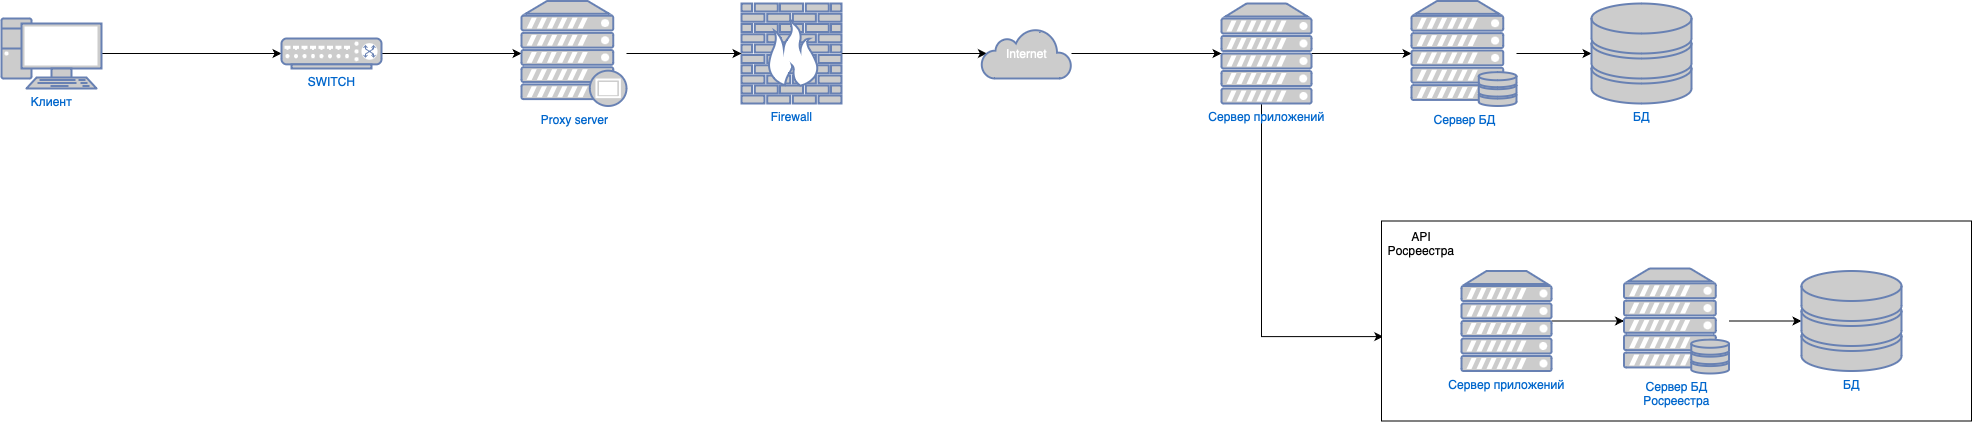 Клиент
SWITCH
Proxy server
Firewall
Internet
Сервер приложений
Сервер БД
БД
API
Росреестра
Сервер приложений
Сервер БД
Росреестра
БД